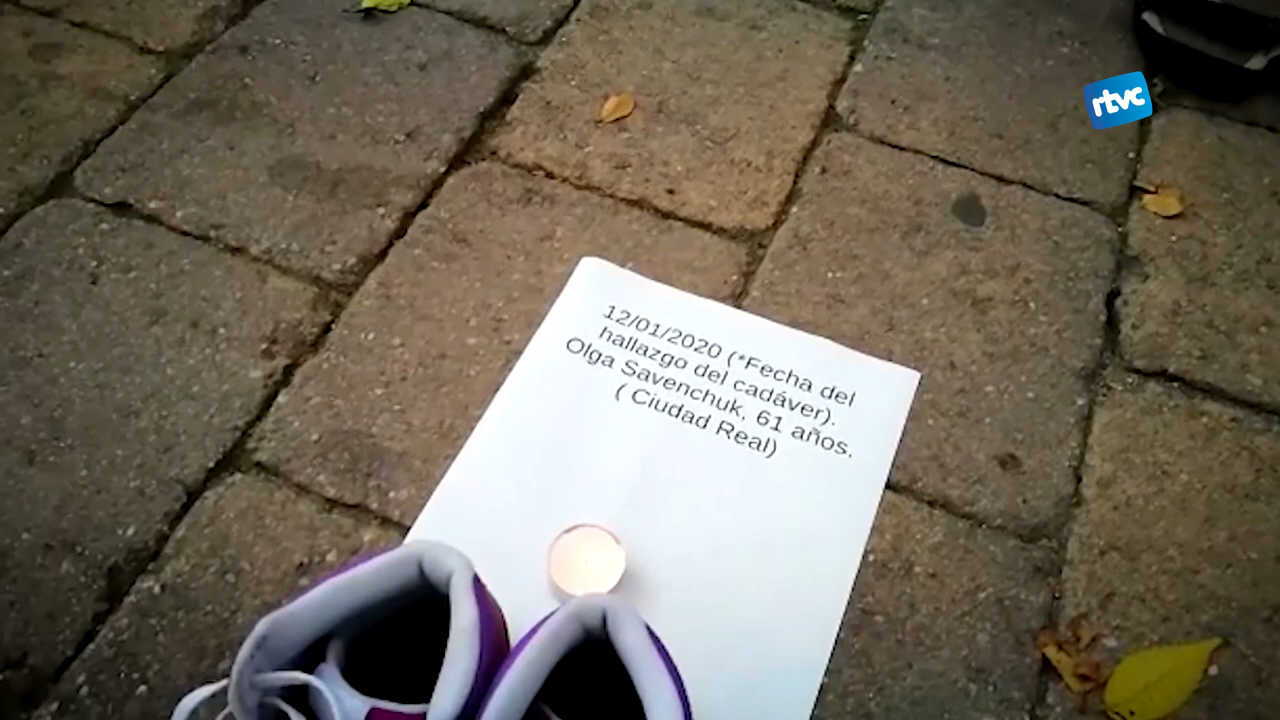 rtvc
12/01/2020 (*Fecha del
hallazgo del cadáver).
Olga Savenchuk, 61 años.
( Ciudad Real)